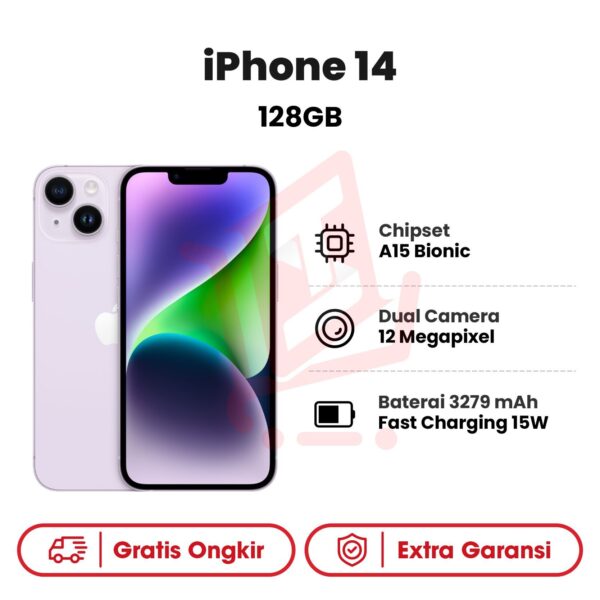 iPhone 14
128GB
Chipset
A15 Bionic
Dual Camera
12 Megapixel
Baterai 3279 mAh
Fast Charging 15W
Gratis Ongkir
Extra Garansi